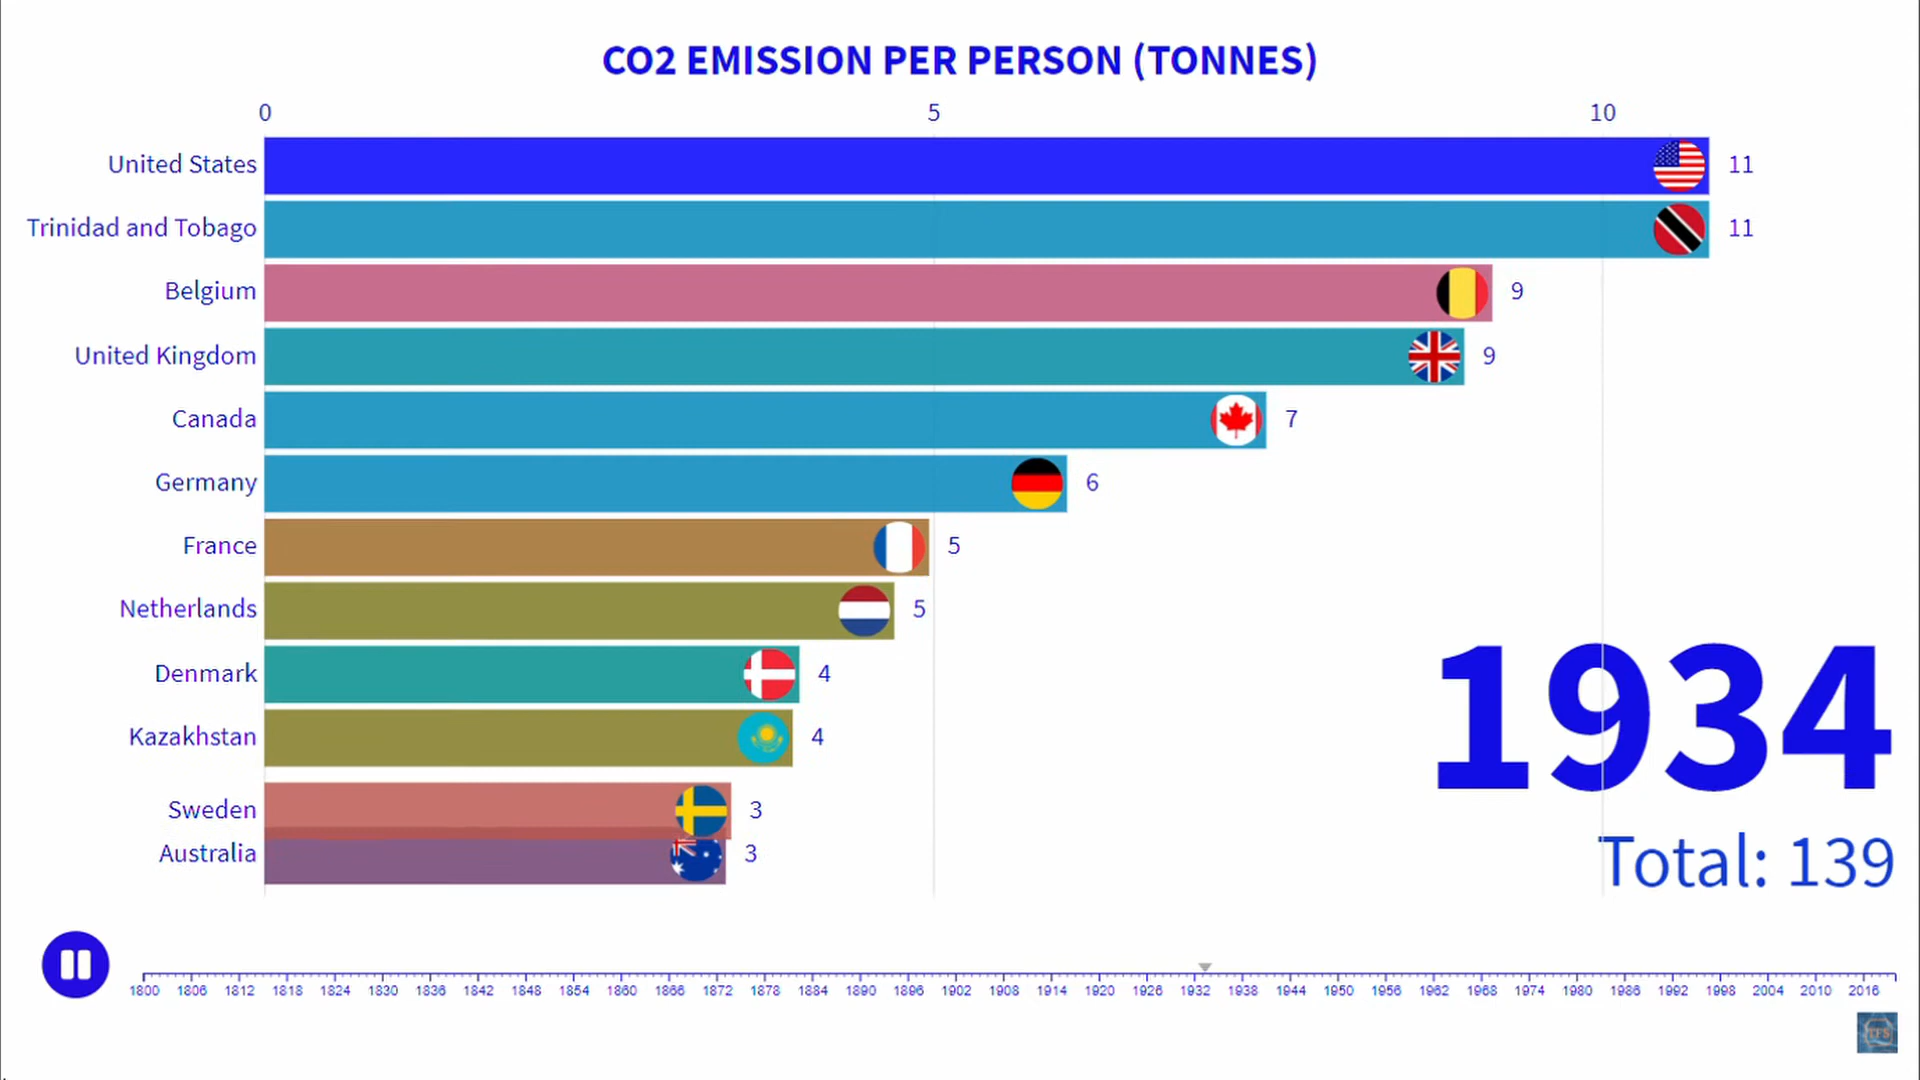 CO2 EMISSION PER PERSON (TONNES)
0 5 10
United States 11
Trinidad and Tobago 11
Belgium 9
United Kingdom 9
Canada 7
Germany 6
France 5
Netherlands 5
Denmark 4
Kazakhstan 4
Sweden 3
Australia 3
1934
Total: 139
1800 1806 1812 1818 1824 1830 1836 1842 1848 1854 1860 1866 1872 1878 1884 1890 1896 1902 1908 1914 1920 1926 1932 1938 1944 1950 1956 1962 1968 1974 1980 1986 1992 1998 2004 2010 2016
TFS